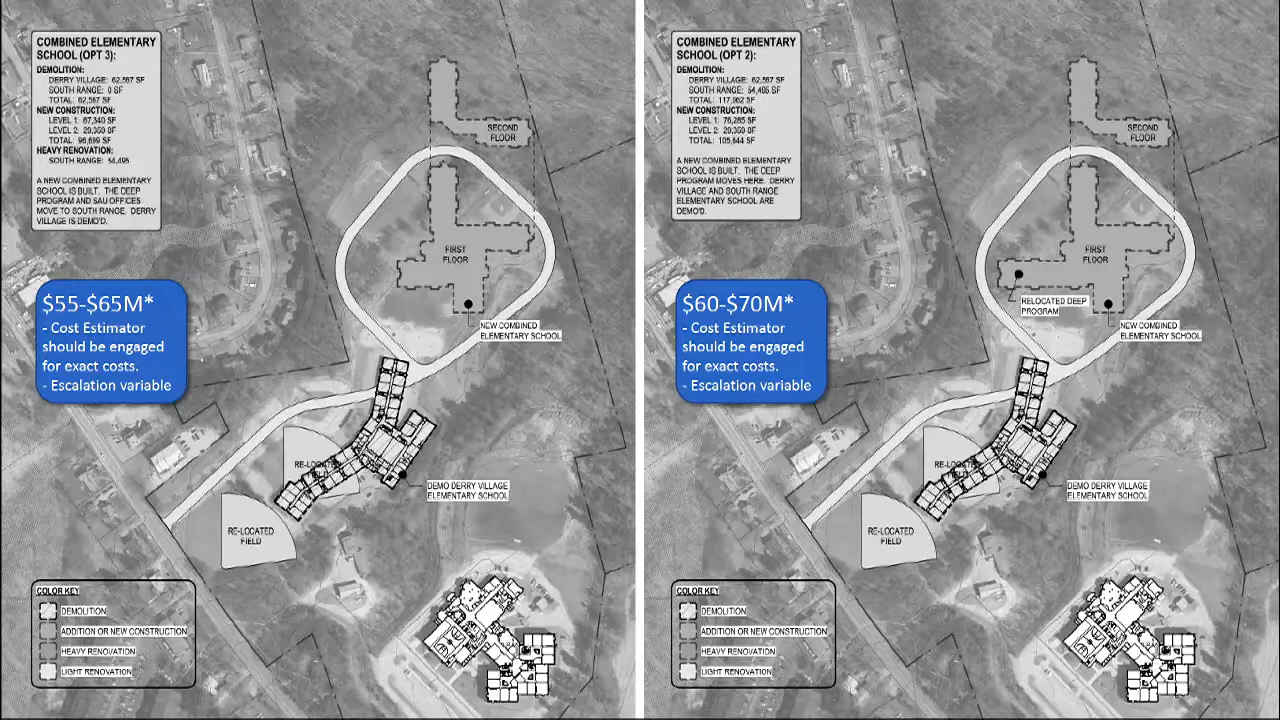 COMBINED ELEMENTARY
SCHOOL (OPT 3):
DEMOLITION:
DERRY VILLAGE: 62,587 SF
SOUTH RANGE: 0 SF
TOTAL: 62,587 SF
NEW CONSTRUCTION:
LEVEL 1: 67,340 SF
LEVEL 2: 29,359 SF
TOTAL: 96,699 SF
HEAVY RENOVATION:
SOUTH RANGE: 54,495
A NEW COMBINED ELEMENTARY
SCHOOL IS BUILT. THE DEEP
PROGRAM AND SAU OFFICES
MOVE TO SOUTH RANGE. DERRY
VILLAGE IS DEMO'D.
$55-$65M*
- Cost Estimator
should be engaged
for exact costs.
- Escalation variable
SECOND
FLOOR
FIRST
FLOOR
NEW COMBINED
ELEMENTARY SCHOOL
RE-LOCATED
DEMO DERRY VILLAGE
ELEMENTARY SCHOOL
RE-LOCATED
FIELD
COLOR KEY
DEMOLITION
ADDITION OR NEW CONSTRUCTION
HEAVY RENOVATION
LIGHT RENOVATION
COMBINED ELEMENTARY
SCHOOL (OPT 2):
DEMOLITION:
DERRY VILLAGE: 62,587 SF
SOUTH RANGE: 54,495 SF
TOTAL: 117,082 SF
NEW CONSTRUCTION:
LEVEL 1: 76,285 SF
LEVEL 2: 29,359 SF
TOTAL: 105,644 SF
A NEW COMBINED ELEMENTARY
SCHOOL IS BUILT. THE DEEP
PROGRAM MOVES HERE. DERRY
VILLAGE AND SOUTH RANGE
ELEMENTARY SCHOOL ARE
DEMO'D.
$60-$70M*
- Cost Estimator
should be engaged
for exact costs.
- Escalation variable
SECOND
FLOOR
FIRST
FLOOR
RELOCATED DEEP
PROGRAM
NEW COMBINED
ELEMENTARY SCHOOL
RE-LOCATED
DEMO DERRY VILLAGE
ELEMENTARY SCHOOL
RE-LOCATED
FIELD
COLOR KEY
DEMOLITION
ADDITION OR NEW CONSTRUCTION
HEAVY RENOVATION
LIGHT RENOVATION